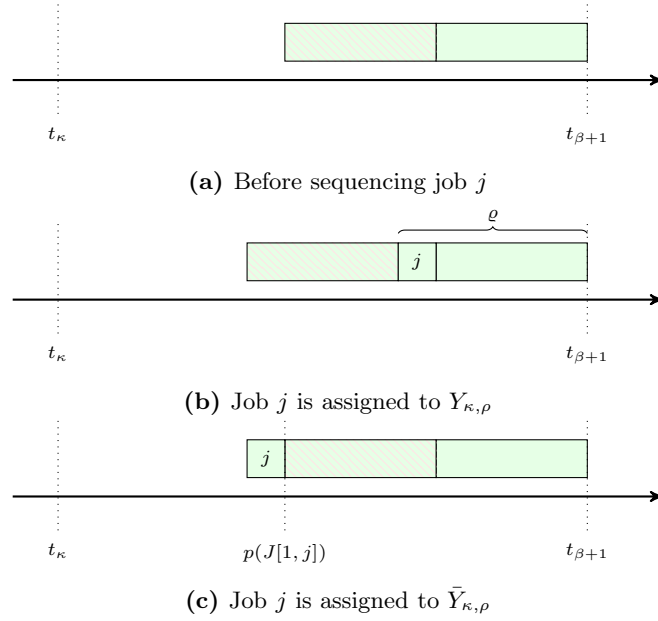 t_κ t_{β+1}
(a) Before sequencing job j
ϱ
j
t_κ t_{β+1}
(b) Job j is assigned to Y_{κ,ρ}
j
t_κ p(J[1, j]) t_{β+1}
(c) Job j is assigned to Ȳ_{κ,ρ}